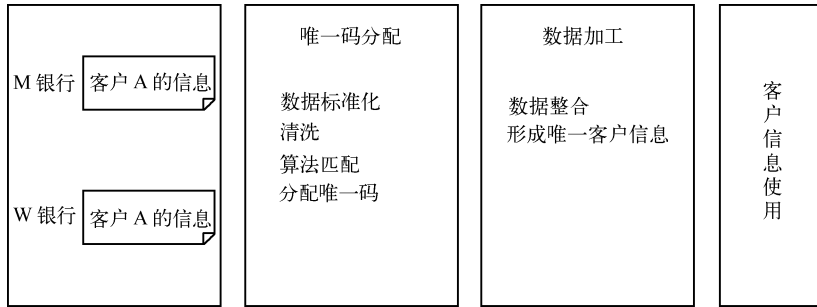 M 银行
客户 A 的信息
W 银行
客户 A 的信息
唯一码分配
数据标准化
清洗
算法匹配
分配唯一码
数据加工
数据整合
形成唯一客户信息
客户信息使用